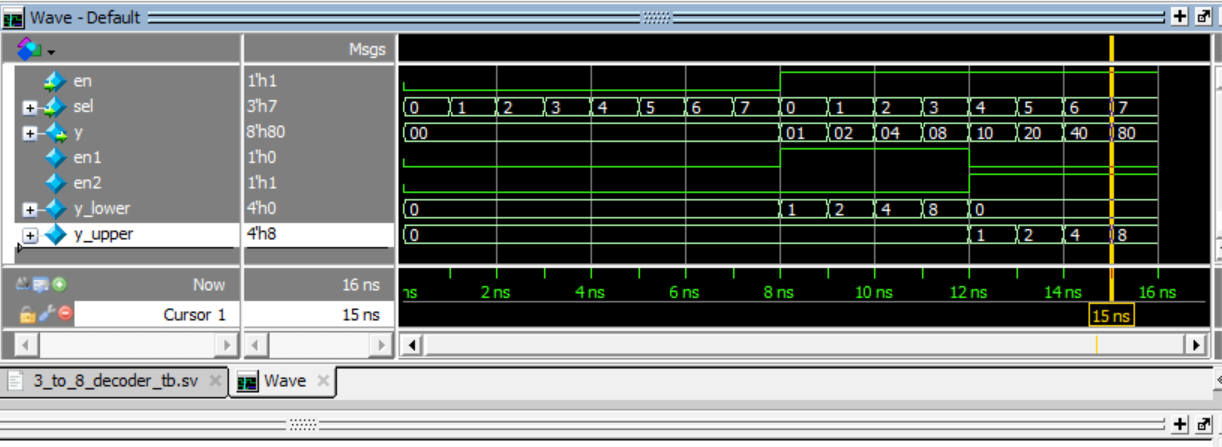 Wave - Default
Msgs
en 1'h1
sel 3'h7 0 1 2 3 4 5 6 7 0 1 2 3 4 5 6 7
y 8'h80 00 01 02 04 08 10 20 40 80
en1 1'h0
en2 1'h1
y_lower 4'h0 0 1 2 4 8 0
y_upper 4'h8 0 1 2 4 8
Now 16 ns ns 2 ns 4 ns 6 ns 8 ns 10 ns 12 ns 14 ns 16 ns
Cursor 1 15 ns 15 ns
3_to_8_decoder_tb.sv Wave